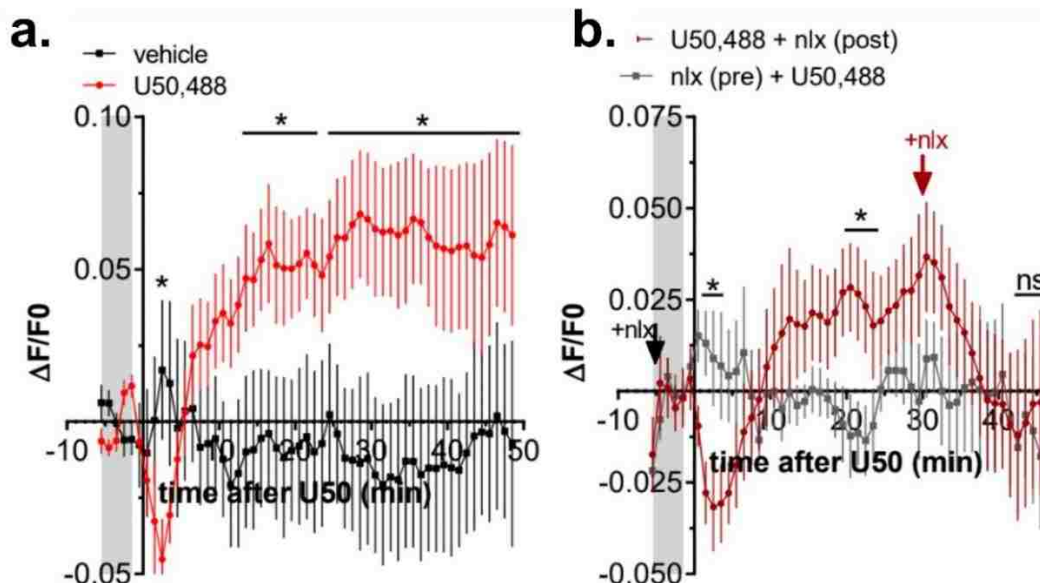 a.
vehicle
U50,488
0.10
0.05
-0.05
ΔF/F0
* * *
-10 10 20 30 40 50
time after U50 (min)
b.
U50,488 + nlx (post)
nlx (pre) + U50,488
0.075
0.050
0.025
-0.025
-0.050
ΔF/F0
+nlx
+nlx
* *
ns
-10 10 20 30 40
time after U50 (min)